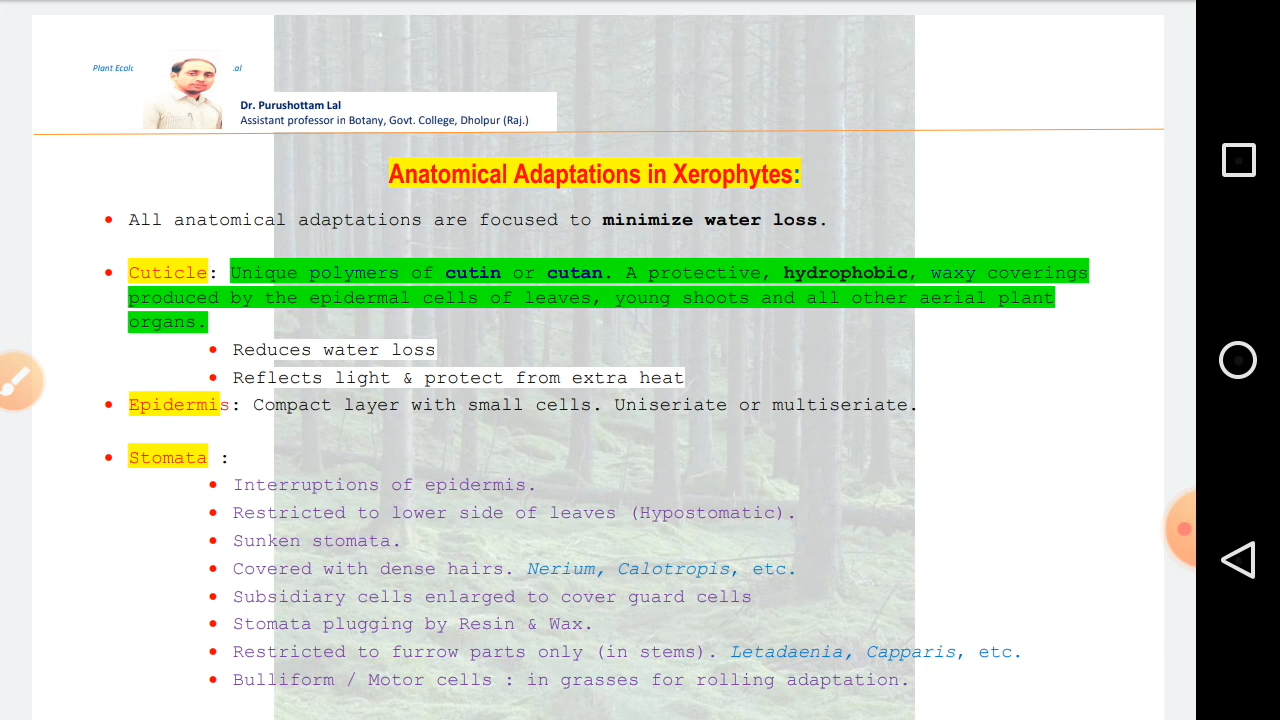 Plant Ecol al
Dr. Purushottam Lal
Assistant professor in Botany, Govt. College, Dholpur (Raj.)
Anatomical Adaptations in Xerophytes:
• All anatomical adaptations are focused to minimize water loss.
• Cuticle: Unique polymers of cutin or cutan. A protective, hydrophobic, waxy coverings
produced by the epidermal cells of leaves, young shoots and all other aerial plant
organs.
• Reduces water loss
• Reflects light & protect from extra heat
• Epidermis: Compact layer with small cells. Uniseriate or multiseriate.
• Stomata :
• Interruptions of epidermis.
• Restricted to lower side of leaves (Hypostomatic).
• Sunken stomata.
• Covered with dense hairs. Nerium, Calotropis, etc.
• Subsidiary cells enlarged to cover guard cells
• Stomata plugging by Resin & Wax.
• Restricted to furrow parts only (in stems). Letadaenia, Capparis, etc.
• Bulliform / Motor cells : in grasses for rolling adaptation.